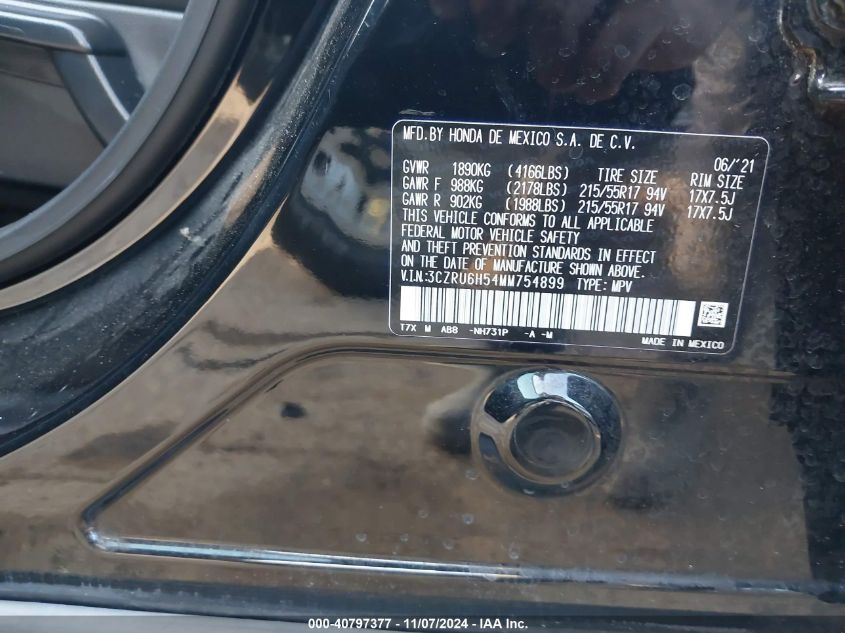 MFD.BY HONDA DE MEXICO S.A. DE C.V.
06/'21
GVWR 1890KG (4166LBS) TIRE SIZE RIM SIZE
GAWR F 988KG (2178LBS) 215/55R17 94V 17X7.5J
GAWR R 902KG (1988LBS) 215/55R17 94V 17X7.5J
THIS VEHICLE CONFORMS TO ALL APPLICABLE
FEDERAL MOTOR VEHICLE SAFETY
AND THEFT PREVENTION STANDARDS IN EFFECT
ON THE DATE OF MANUFACTURE SHOWN ABOVE.
V.I.N:3CZRU6H54MM754899 TYPE: MPV
T7X M AB8 -NH731P -A -M
MADE IN MEXICO
000-40797377 - 11/07/2024 - IAAI, Inc.